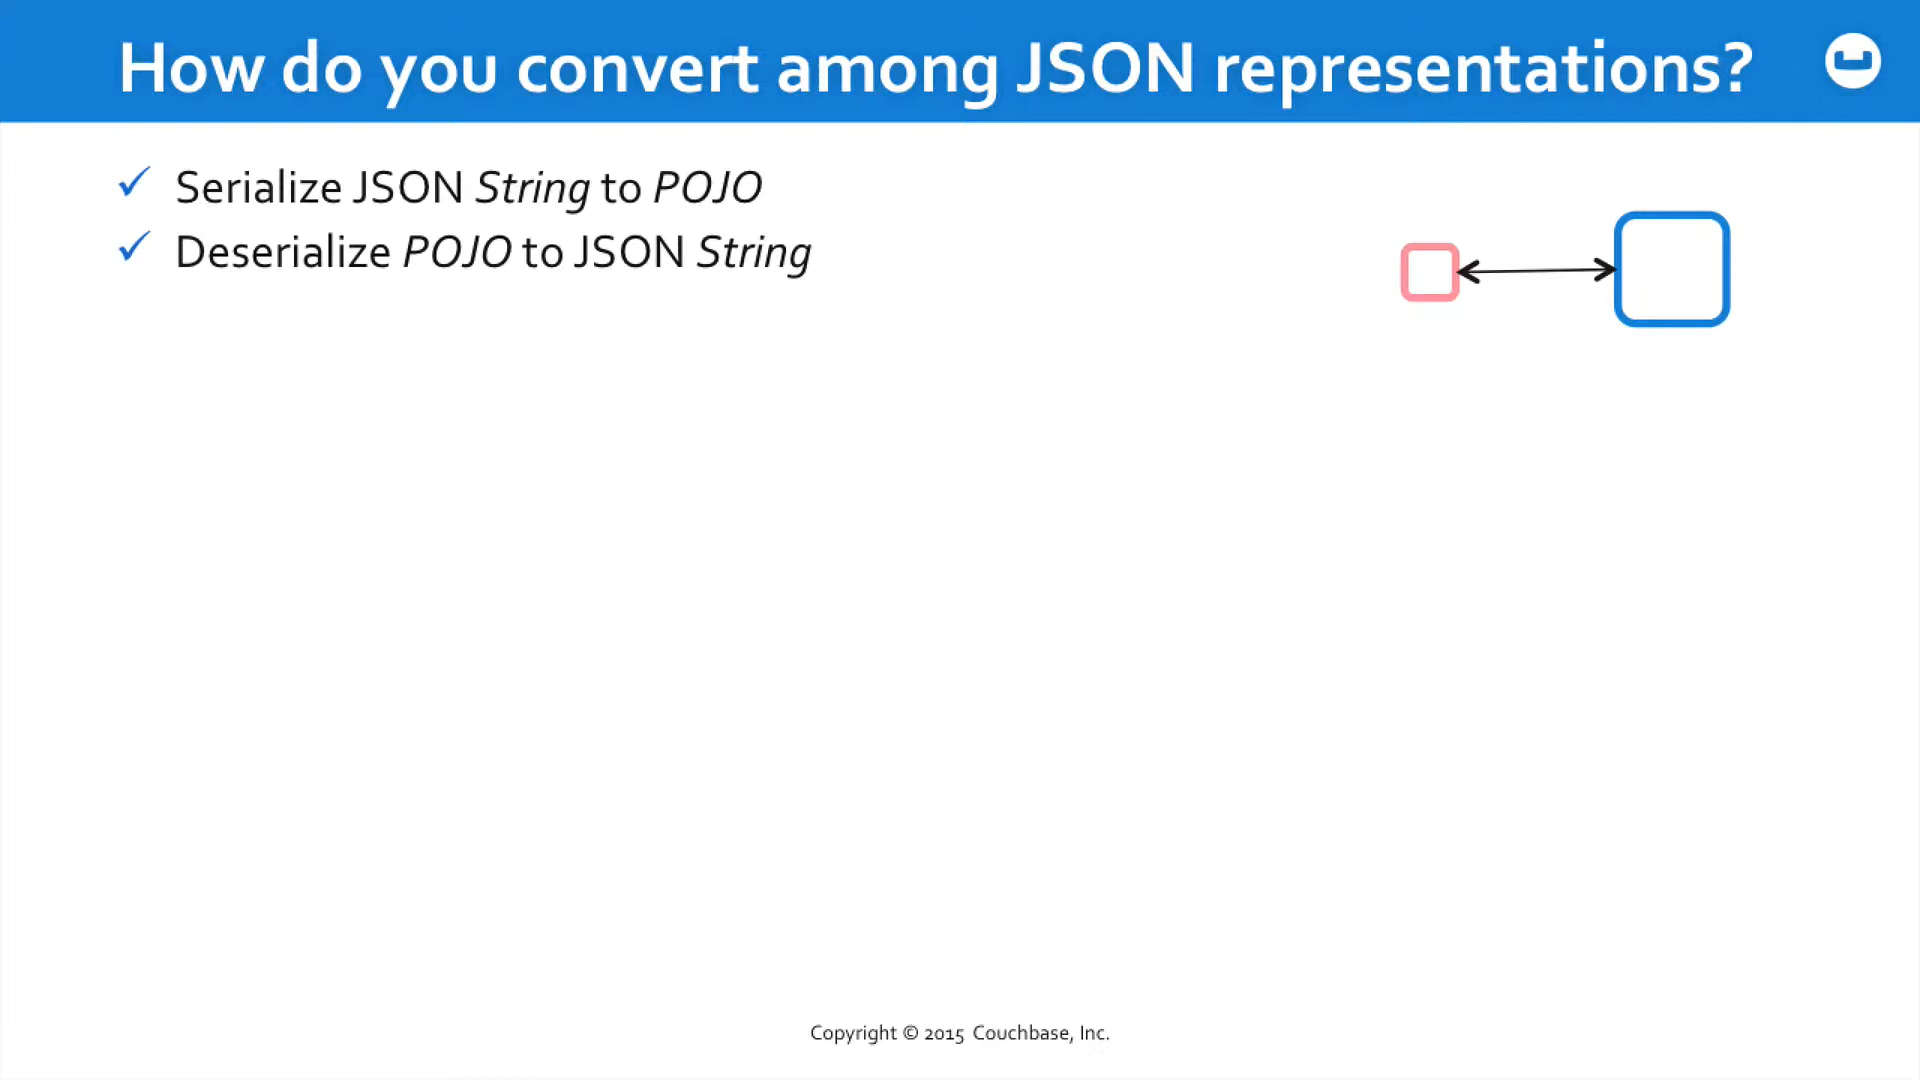 How do you convert among JSON representations?
Serialize JSON String to POJO
Deserialize POJO to JSON String
Copyright © 2015 Couchbase, Inc.